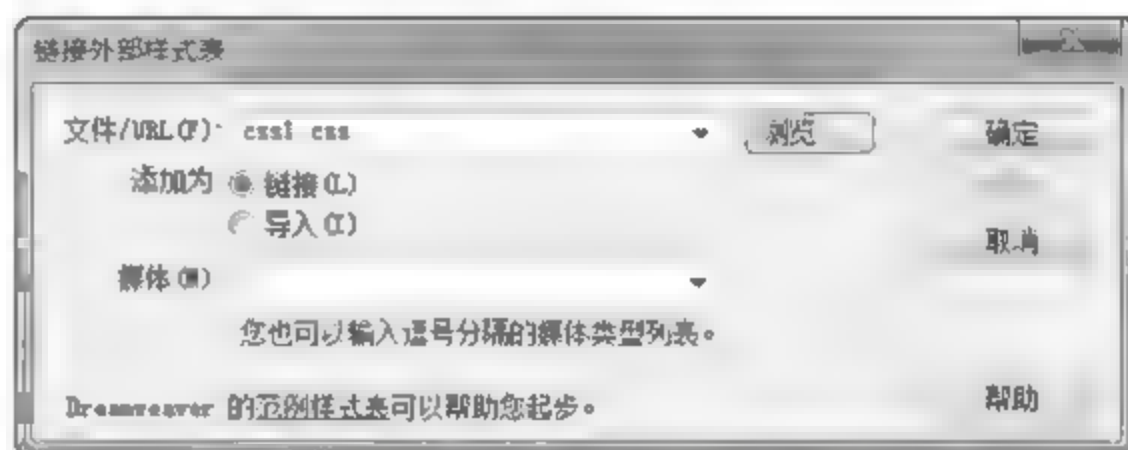 链接外部样式表
文件/URL(F): css1 css 浏览 确定
添加为 链接(L)
导入(I) 取消
媒体(M)
您也可以输入逗号分隔的媒体类型列表。
Dreamweaver 的范例样式表可以帮助您起步。 帮助